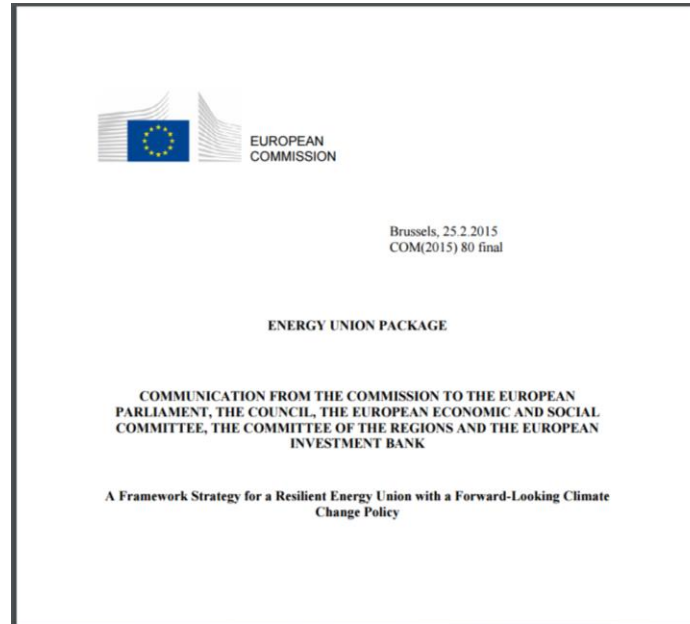 EUROPEAN
COMMISSION
Brussels, 25.2.2015
COM(2015) 80 final
ENERGY UNION PACKAGE
COMMUNICATION FROM THE COMMISSION TO THE EUROPEAN
PARLIAMENT, THE COUNCIL, THE EUROPEAN ECONOMIC AND SOCIAL
COMMITTEE, THE COMMITTEE OF THE REGIONS AND THE EUROPEAN
INVESTMENT BANK
A Framework Strategy for a Resilient Energy Union with a Forward-Looking Climate
Change Policy